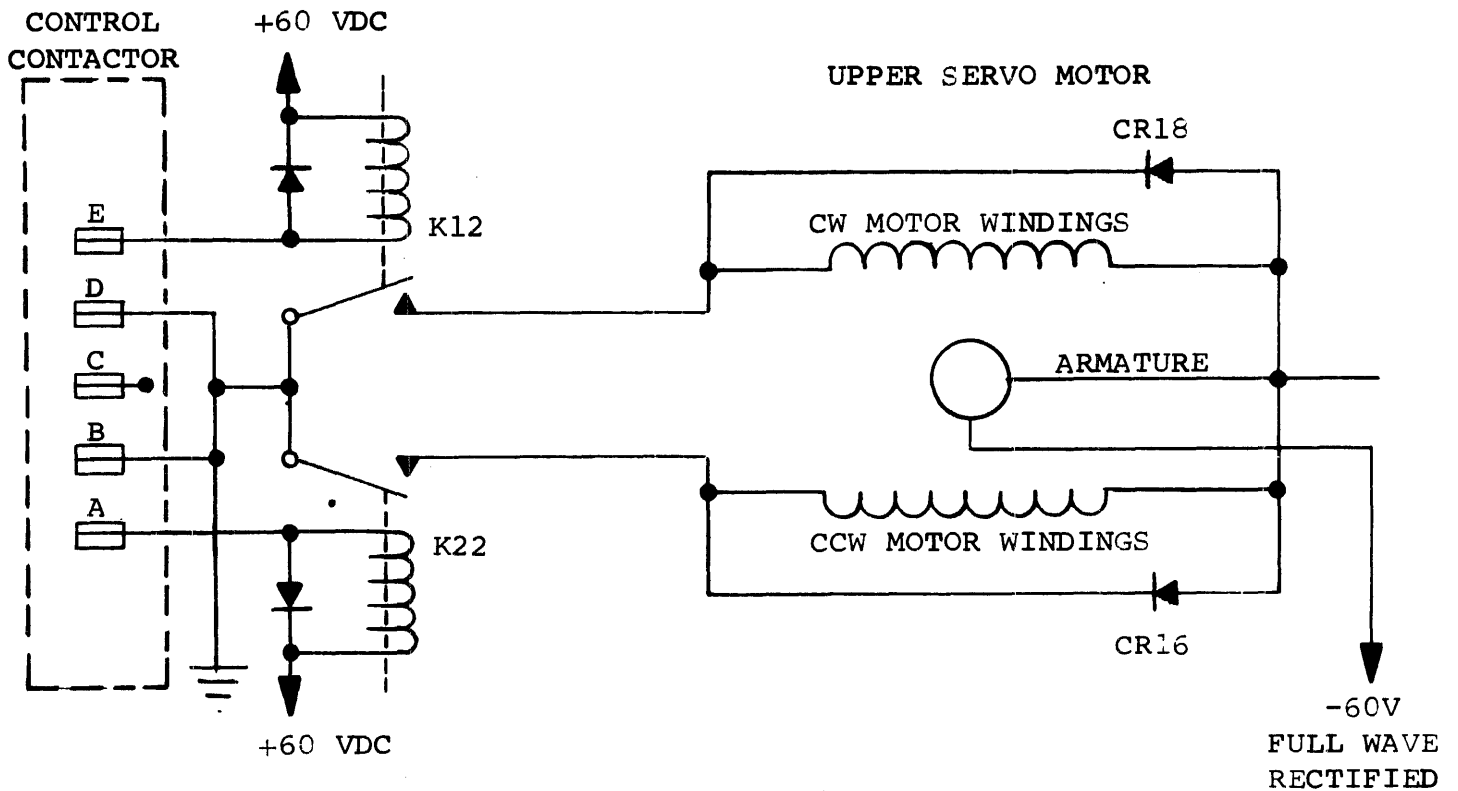 CONTROL
CONTACTOR
+60 VDC
UPPER SERVO MOTOR
CR18
E
K12
CW MOTOR WINDINGS
D
C
ARMATURE
B
A
K22
CCW MOTOR WINDINGS
CR16
-60V
FULL WAVE
RECTIFIED
+60 VDC